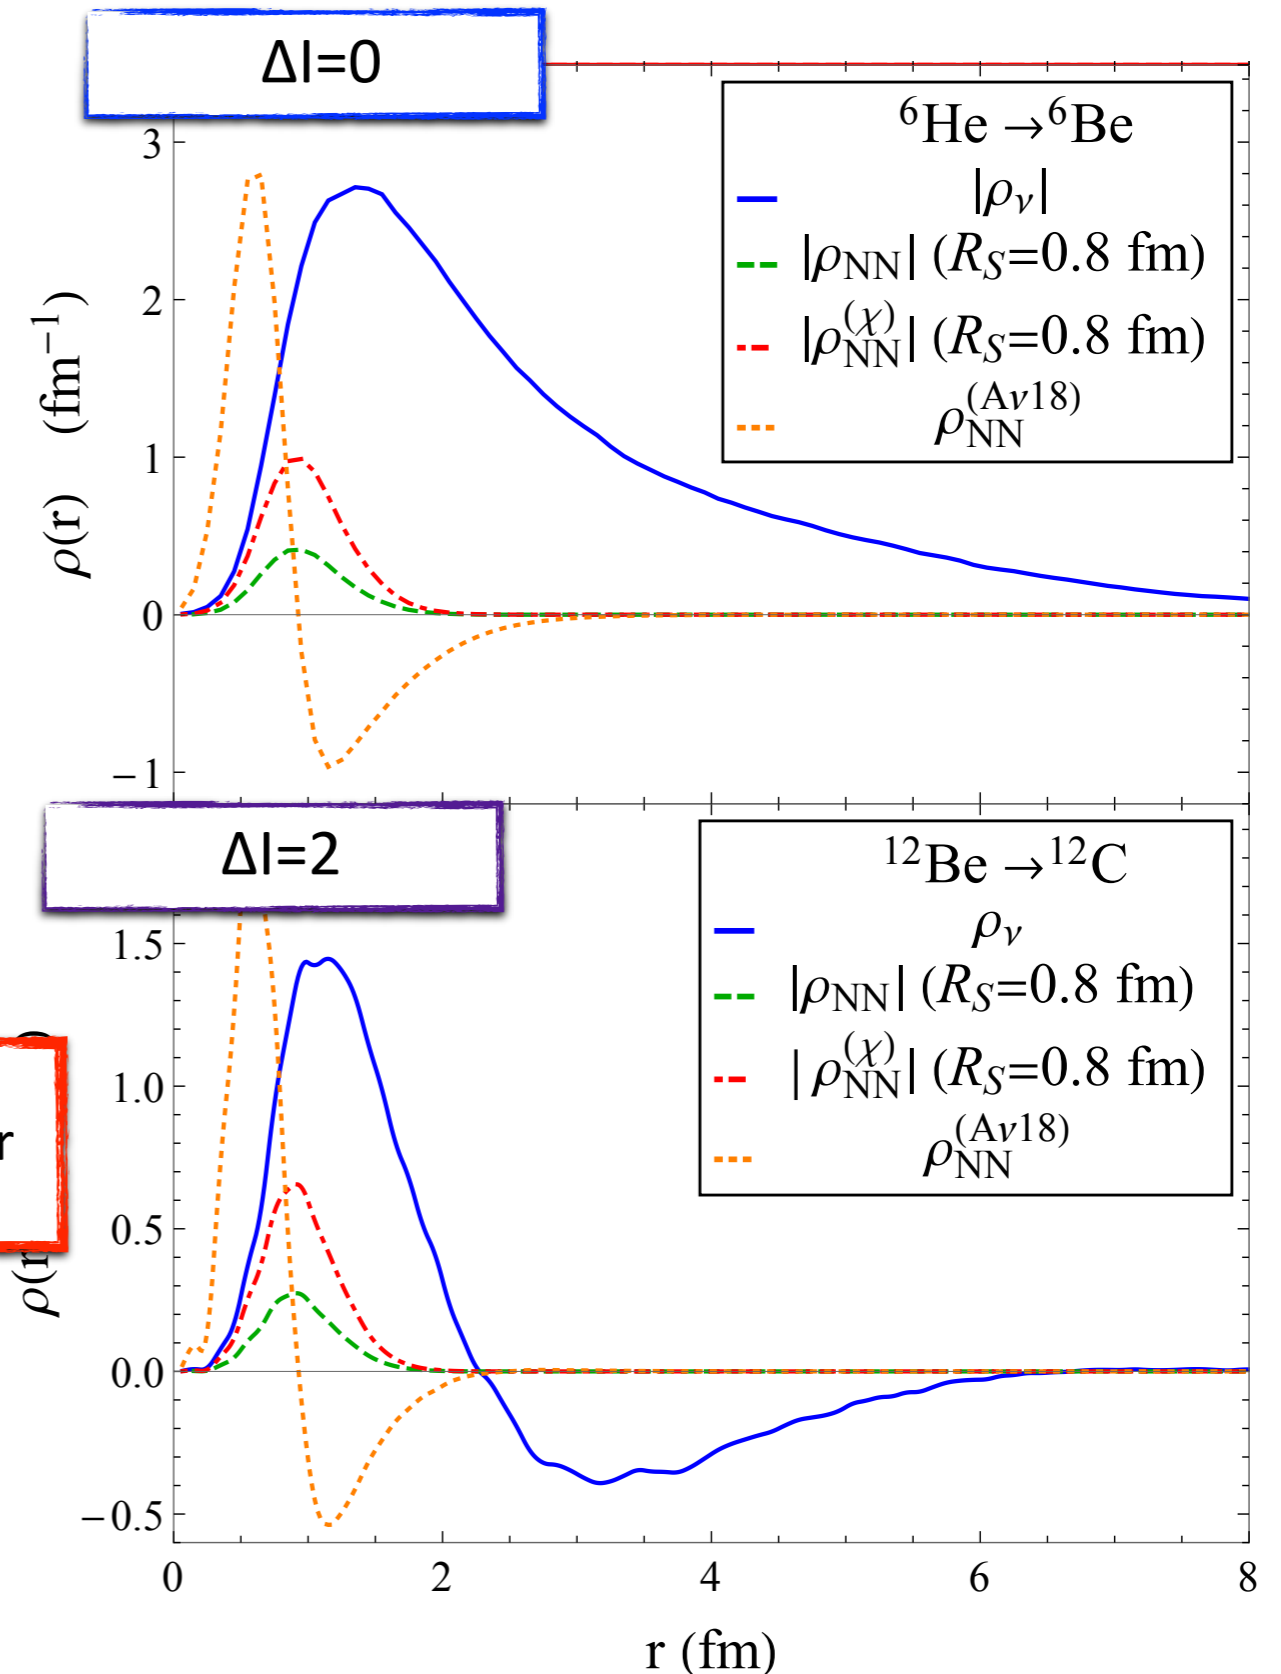 ΔI=0
⁶He →⁶Be
|ρ_ν|
|ρ_NN| (R_S=0.8 fm)
|ρ_NN^(χ)| (R_S=0.8 fm)
ρ_NN^(Aν18)
3
2
1
0
−1
ρ(r) (fm⁻¹)
ΔI=2
¹²Be →¹²C
ρ_ν
|ρ_NN| (R_S=0.8 fm)
| ρ_NN^(χ)| (R_S=0.8 fm)
ρ_NN^(Aν18)
1.5
1.0
0.5
0.0
−0.5
r
ρ(r
0 2 4 6 8
r (fm)